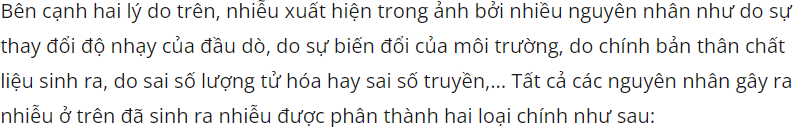 Bên cạnh hai lý do trên, nhiễu xuất hiện trong ảnh bởi nhiều nguyên nhân như do sự
thay đổi độ nhạy của đầu dò, do sự biến đổi của môi trường, do chính bản thân chất
liệu sinh ra, do sai số lượng tử hóa hay sai số truyền,... Tất cả các nguyên nhân gây ra
nhiễu ở trên đã sinh ra nhiễu được phân thành hai loại chính như sau: